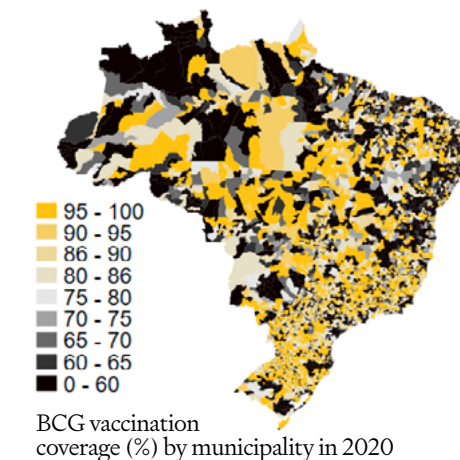 95 - 100
90 - 95
86 - 90
80 - 86
75 - 80
70 - 75
65 - 70
60 - 65
0 - 60
BCG vaccination
coverage (%) by municipality in 2020